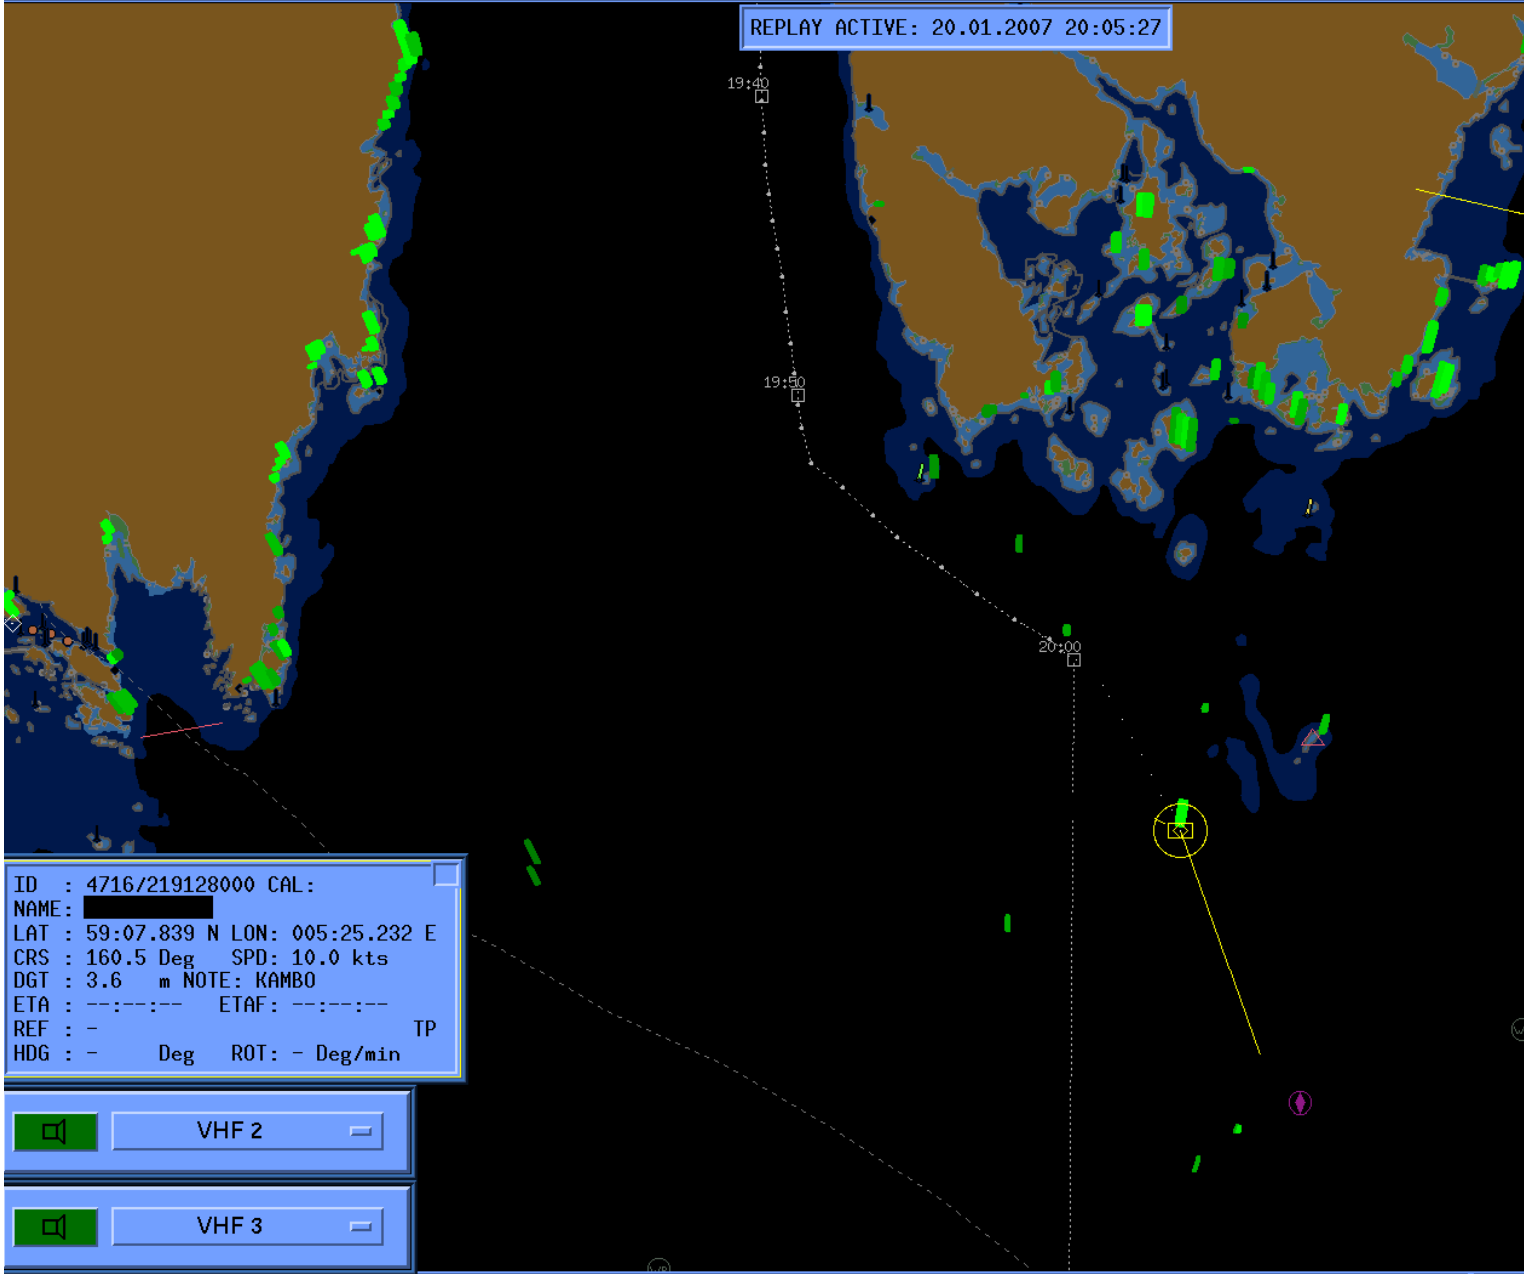 REPLAY ACTIVE: 20.01.2007 20:05:27
19:40
19:50
20:00
ID : 4716/219128000 CAL:
NAME:
LAT : 59:07.839 N LON: 005:25.232 E
CRS : 160.5 Deg SPD: 10.0 kts
DGT : 3.6 m NOTE: KAMBO
ETA : --:--:-- ETAF: --:--:--
REF : - TP
HDG : - Deg ROT: - Deg/min
VHF 2
VHF 3